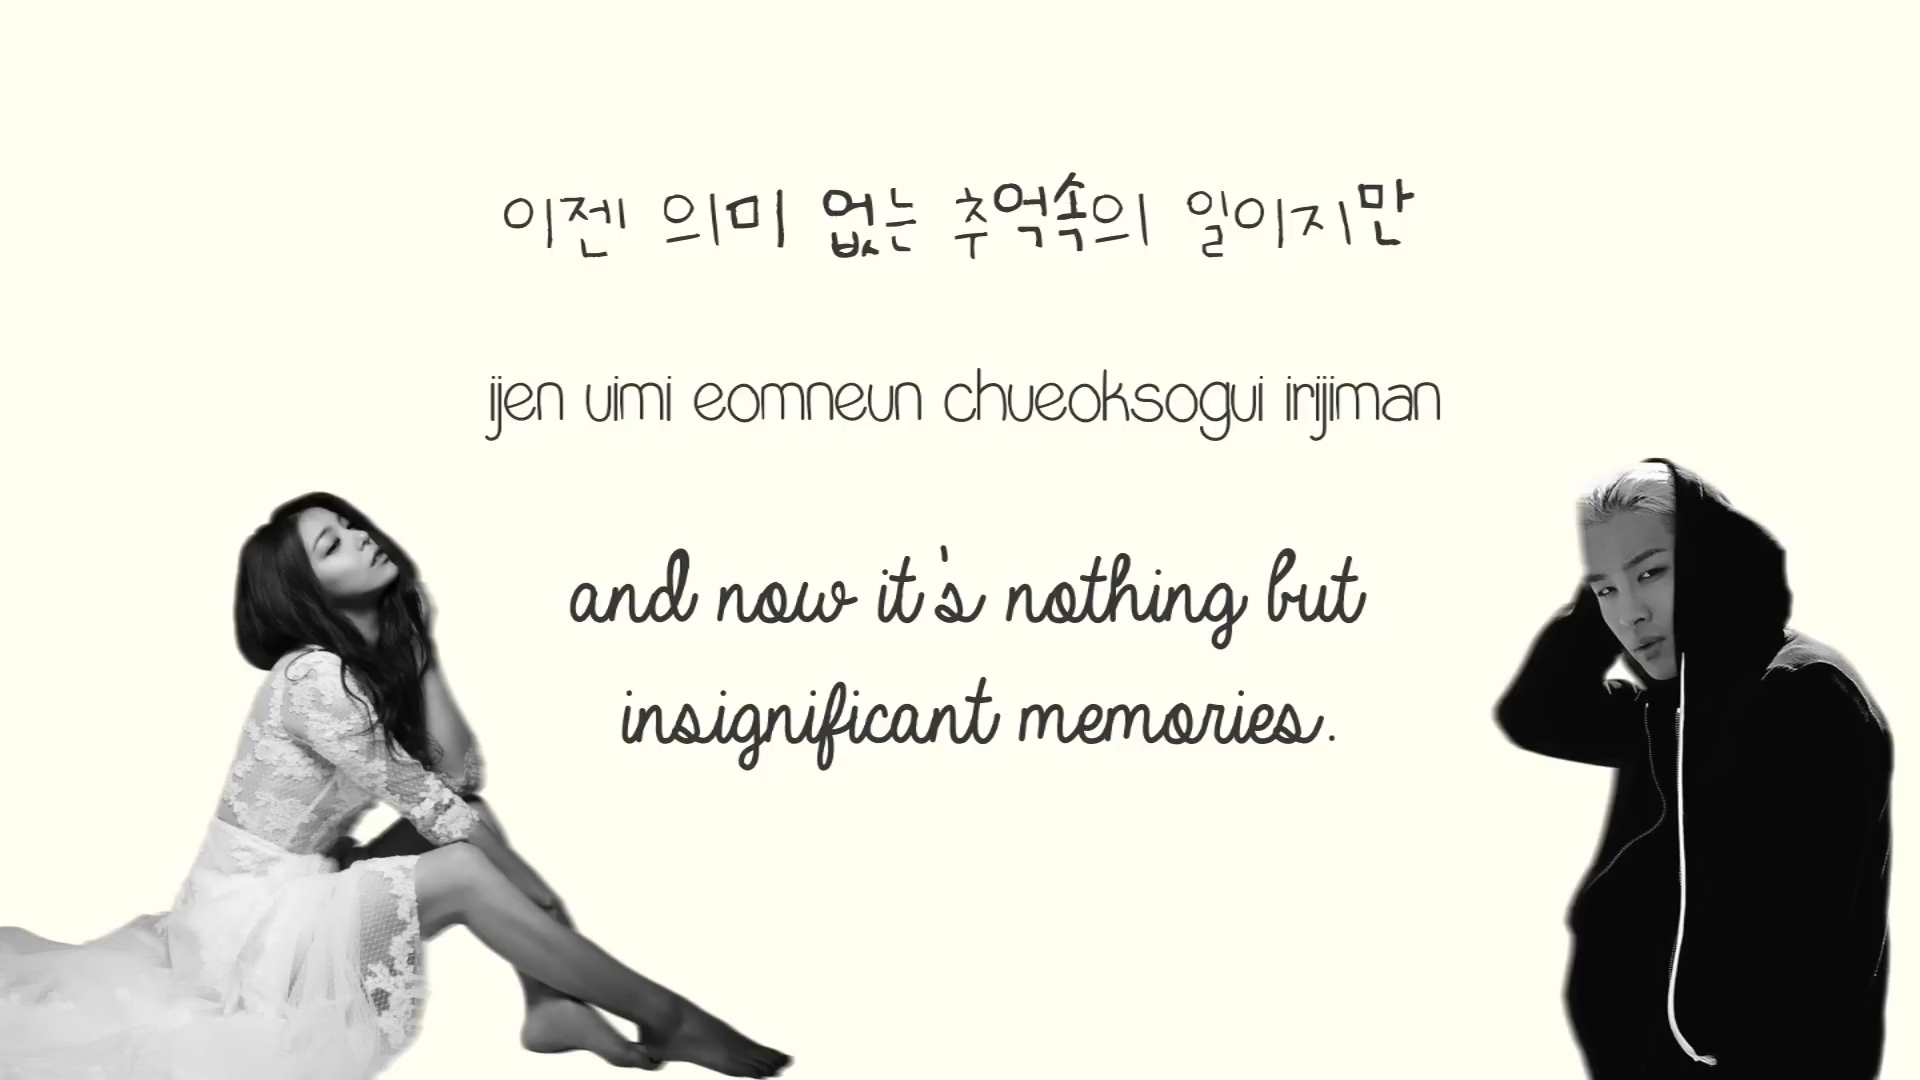 이젠 의미 없는 추억속의 일이지만
ijen uimi eomneun chueoksogui irijiman
and now it's nothing but
insignificant memories.